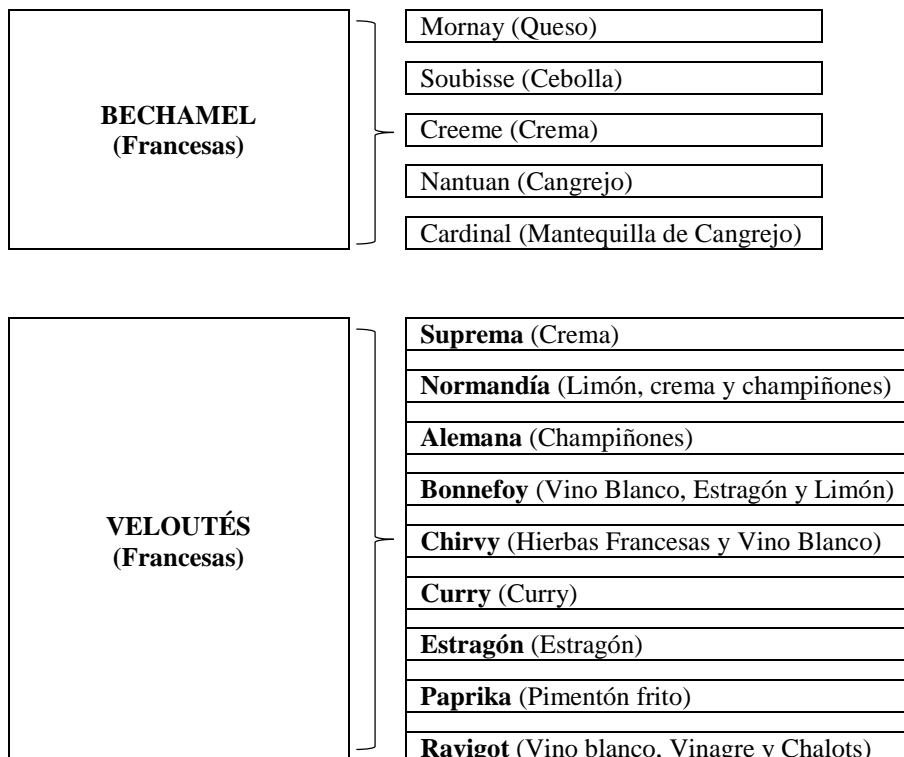 BECHAMEL
(Francesas)
Mornay (Queso)
Soubisse (Cebolla)
Creeme (Crema)
Nantuan (Cangrejo)
Cardinal (Mantequilla de Cangrejo)
VELOUTÉS
(Francesas)
Suprema (Crema)
Normandía (Limón, crema y champiñones)
Alemana (Champiñones)
Bonnefoy (Vino Blanco, Estragón y Limón)
Chirvy (Hierbas Francesas y Vino Blanco)
Curry (Curry)
Estragón (Estragón)
Paprika (Pimentón frito)
Ravigot (Vino blanco, Vinagre y Chalots)